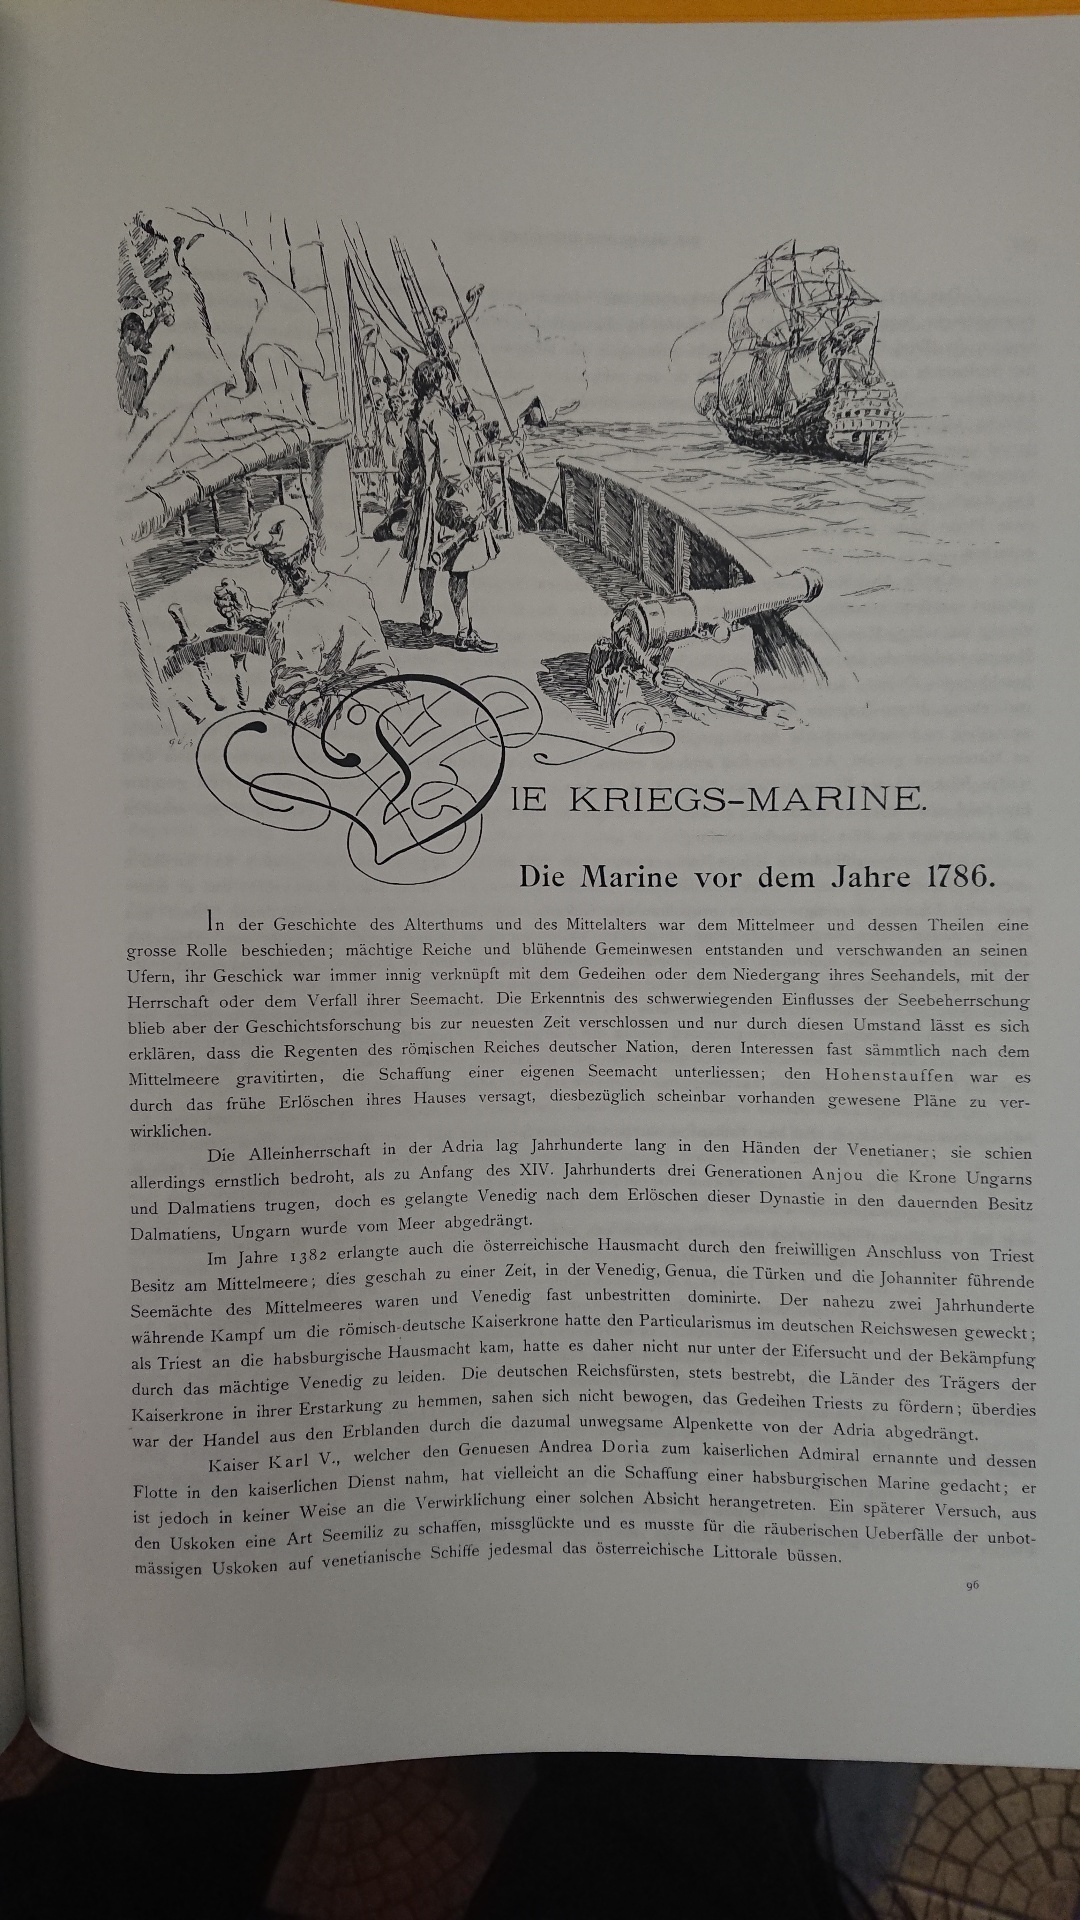 DIE KRIEGS-MARINE.
Die Marine vor dem Jahre 1786.
In der Geschichte des Alterthums und des Mittelalters war dem Mittelmeer und dessen Theilen eine
grosse Rolle beschieden; mächtige Reiche und blühende Gemeinwesen entstanden und verschwanden an seinen
Ufern, ihr Geschick war immer innig verknüpft mit dem Gedeihen oder dem Niedergang ihres Seehandels, mit der
Herrschaft oder dem Verfall ihrer Seemacht. Die Erkenntnis des schwerwiegenden Einflusses der Seebeherrschung
blieb aber der Geschichtsforschung bis zur neuesten Zeit verschlossen und nur durch diesen Umstand lässt es sich
erklären, dass die Regenten des römischen Reiches deutscher Nation, deren Interessen fast sämmtlich nach dem
Mittelmeere gravitirten, die Schaffung einer eigenen Seemacht unterliessen; den Hohenstauffen war es
durch das frühe Erlöschen ihres Hauses versagt, diesbezüglich scheinbar vorhanden gewesene Pläne zu ver-
wirklichen.
Die Alleinherrschaft in der Adria lag Jahrhunderte lang in den Händen der Venetianer; sie schien
allerdings ernstlich bedroht, als zu Anfang des XIV. Jahrhunderts drei Generationen Anjou die Krone Ungarns
und Dalmatiens trugen, doch es gelangte Venedig nach dem Erlöschen dieser Dynastie in den dauernden Besitz
Dalmatiens, Ungarn wurde vom Meer abgedrängt.
Im Jahre 1382 erlangte auch die österreichische Hausmacht durch den freiwilligen Anschluss von Triest
Besitz am Mittelmeere; dies geschah zu einer Zeit, in der Venedig, Genua, die Türken und die Johanniter führende
Seemächte des Mittelmeeres waren und Venedig fast unbestritten dominirte. Der nahezu zwei Jahrhunderte
währende Kampf um die römisch-deutsche Kaiserkrone hatte den Particularismus im deutschen Reichswesen geweckt;
als Triest an die habsburgische Hausmacht kam, hatte es daher nicht nur unter der Eifersucht und der Bekämpfung
durch das mächtige Venedig zu leiden. Die deutschen Reichsfürsten, stets bestrebt, die Länder des Trägers der
Kaiserkrone in ihrer Erstarkung zu hemmen, sahen sich nicht bewogen, das Gedeihen Triests zu fördern; überdies
war der Handel aus den Erblanden durch die dazumal unwegsame Alpenkette von der Adria abgedrängt.
Kaiser Karl V., welcher den Genuesen Andrea Doria zum kaiserlichen Admiral ernannte und dessen
Flotte in den kaiserlichen Dienst nahm, hat vielleicht an die Schaffung einer habsburgischen Marine gedacht; er
ist jedoch in keiner Weise an die Verwirklichung einer solchen Absicht herangetreten. Ein späterer Versuch, aus
den Uskoken eine Art Seemiliz zu schaffen, missglückte und es musste für die räuberischen Ueberfälle der unbot-
mässigen Uskoken auf venetianische Schiffe jedesmal das österreichische Littorale büssen.
96